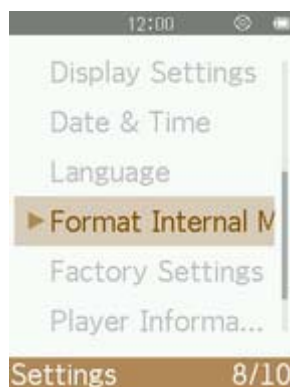 12:00
Display Settings
Date & Time
Language
Format Internal M
Factory Settings
Player Informa...
Settings 8/10